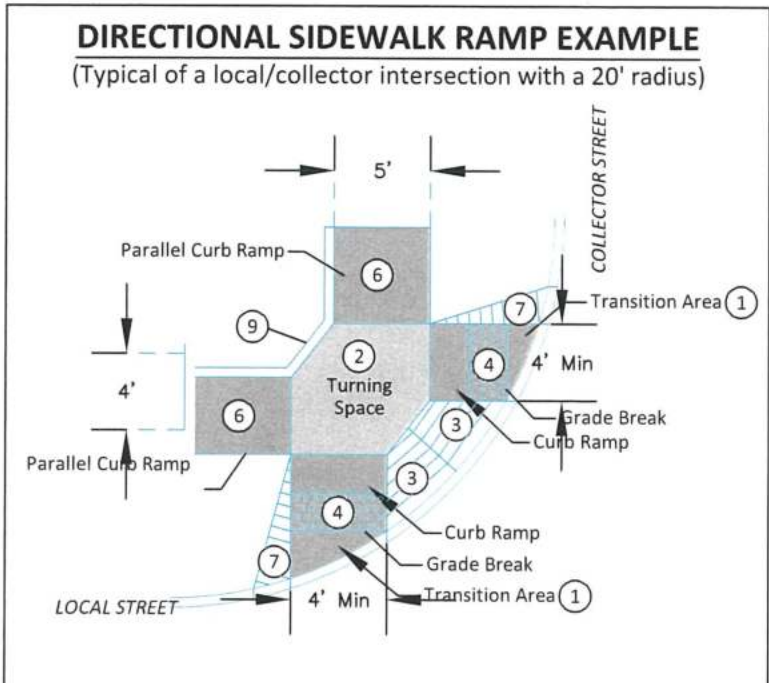 DIRECTIONAL SIDEWALK RAMP EXAMPLE
(Typical of a local/collector intersection with a 20' radius)
COLLECTOR STREET
5'
Parallel Curb Ramp
6
7
Transition Area 1
9
2
Turning
Space
4
4' Min
4'
6
3
Grade Break
Curb Ramp
Parallel Curb Ramp
3
4
Curb Ramp
Grade Break
7
Transition Area 1
LOCAL STREET
4' Min